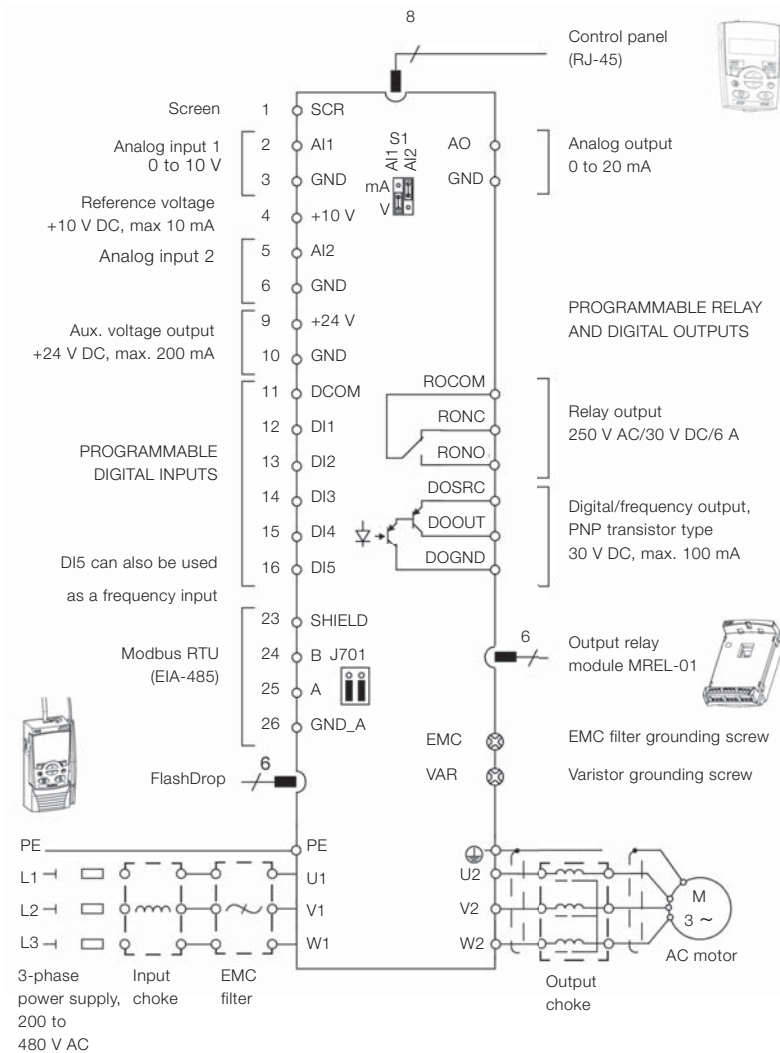 8
Control panel
(RJ-45)
Screen 1 SCR
Analog input 1
0 to 10 V
2 AI1
3 GND
S1
AI1
AI2
mA
V
AO
GND
Analog output
0 to 20 mA
Reference voltage
+10 V DC, max 10 mA
4 +10 V
Analog input 2
5 AI2
6 GND
Aux. voltage output
+24 V DC, max. 200 mA
9 +24 V
10 GND
PROGRAMMABLE RELAY
AND DIGITAL OUTPUTS
PROGRAMMABLE
DIGITAL INPUTS
11 DCOM
12 DI1
13 DI2
14 DI3
15 DI4
16 DI5
DI5 can also be used
as a frequency input
ROCOM
RONC
RONO
Relay output
250 V AC/30 V DC/6 A
DOSRC
DOOUT
DOGND
Digital/frequency output,
PNP transistor type
30 V DC, max. 100 mA
Modbus RTU
(EIA-485)
23 SHIELD
24 B J701
25 A
26 GND_A
6
Output relay
module MREL-01
EMC
EMC filter grounding screw
VAR
Varistor grounding screw
FlashDrop
6
PE PE
L1 U1 U2
L2 V1 V2
L3 W1 W2
M
3 ~
AC motor
3-phase
power supply,
200 to
480 V AC
Input
choke
EMC
filter
Output
choke